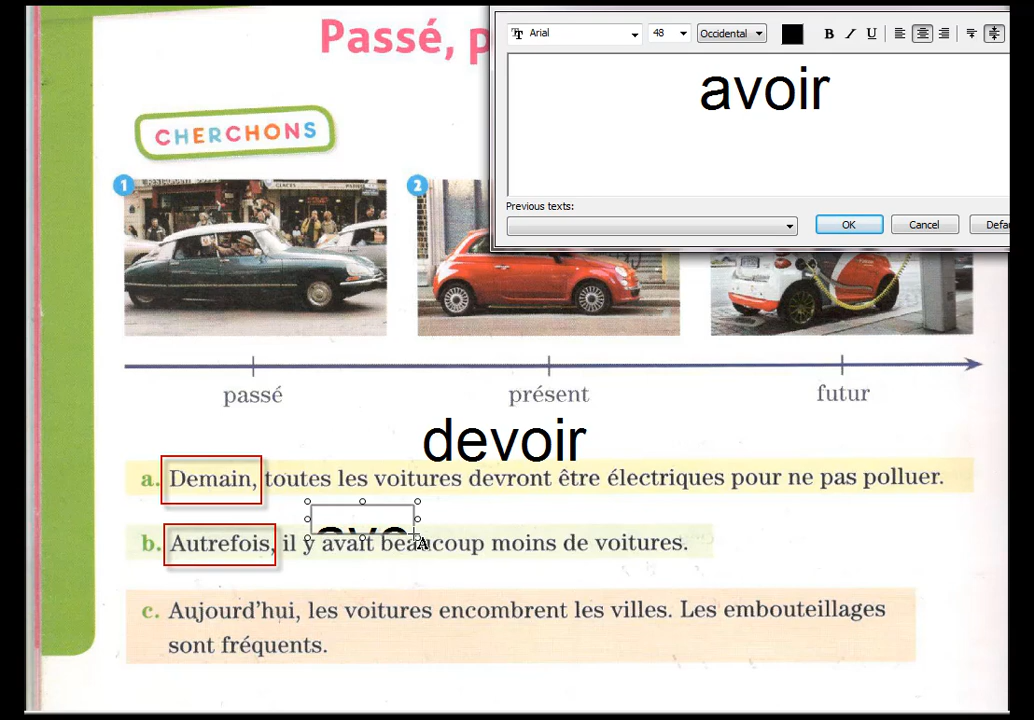 Passé, p
Arial
48
Occidental
B I U
avoir
Previous texts:
OK
Cancel
Defau
CHERCHONS
1
2
GLACES
passé
présent
futur
devoir
a. Demain, toutes les voitures devront être électriques pour ne pas polluer.
b. Autrefois, il y avait beaucoup moins de voitures.
c. Aujourd'hui, les voitures encombrent les villes. Les embouteillages
sont fréquents.